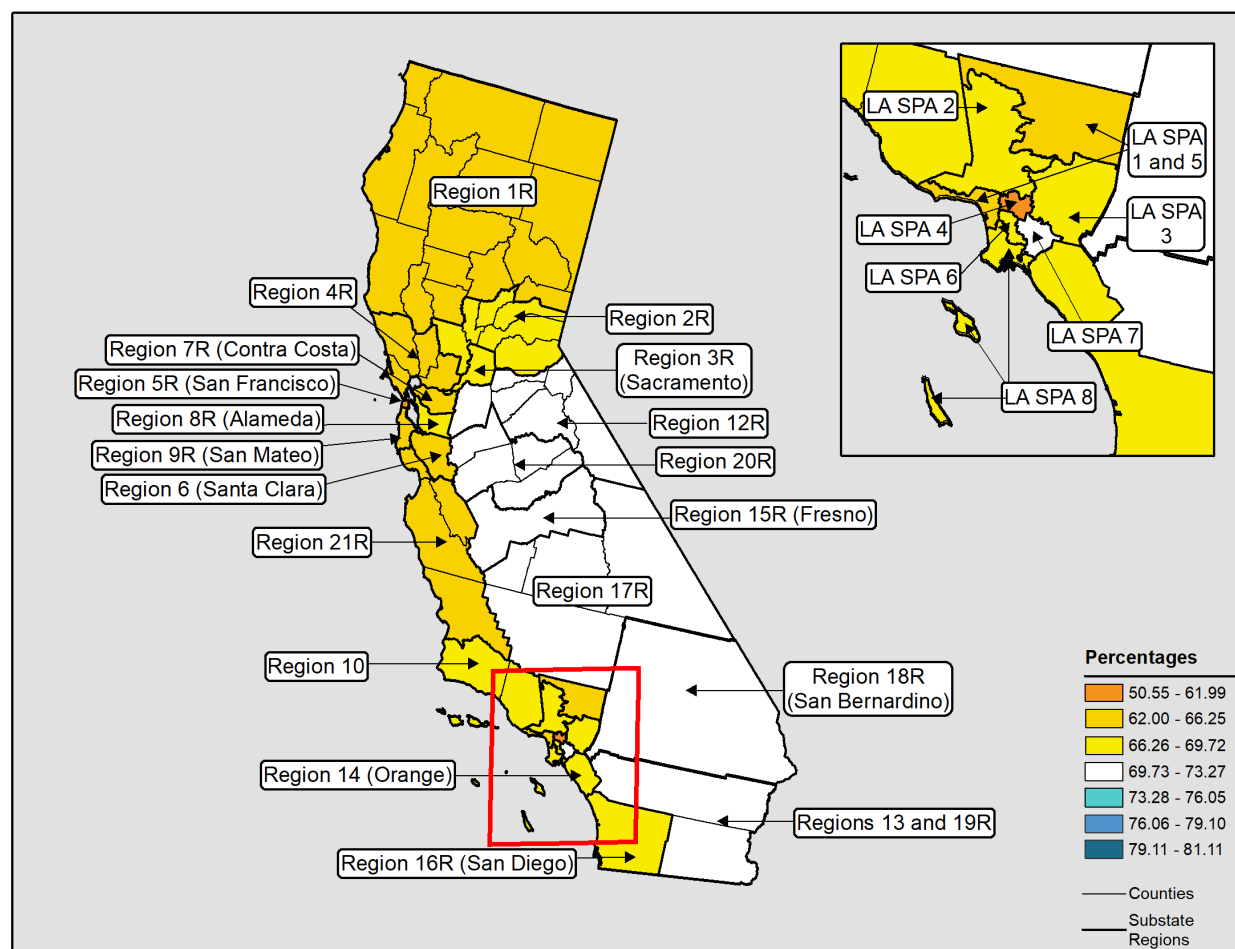 Region 1R
Region 4R
Region 2R
Region 7R (Contra Costa)
Region 3R
(Sacramento)
Region 5R (San Francisco)
Region 8R (Alameda)
Region 12R
Region 9R (San Mateo)
Region 20R
Region 6 (Santa Clara)
Region 15R (Fresno)
Region 21R
Region 17R
Region 10
Region 18R
(San Bernardino)
Region 14 (Orange)
Regions 13 and 19R
Region 16R (San Diego)
LA SPA 2
LA SPA
1 and 5
LA SPA
3
LA SPA 4
LA SPA 6
LA SPA 7
LA SPA 8
Percentages
50.55 - 61.99
62.00 - 66.25
66.26 - 69.72
69.73 - 73.27
73.28 - 76.05
76.06 - 79.10
79.11 - 81.11
Counties
Substate
Regions